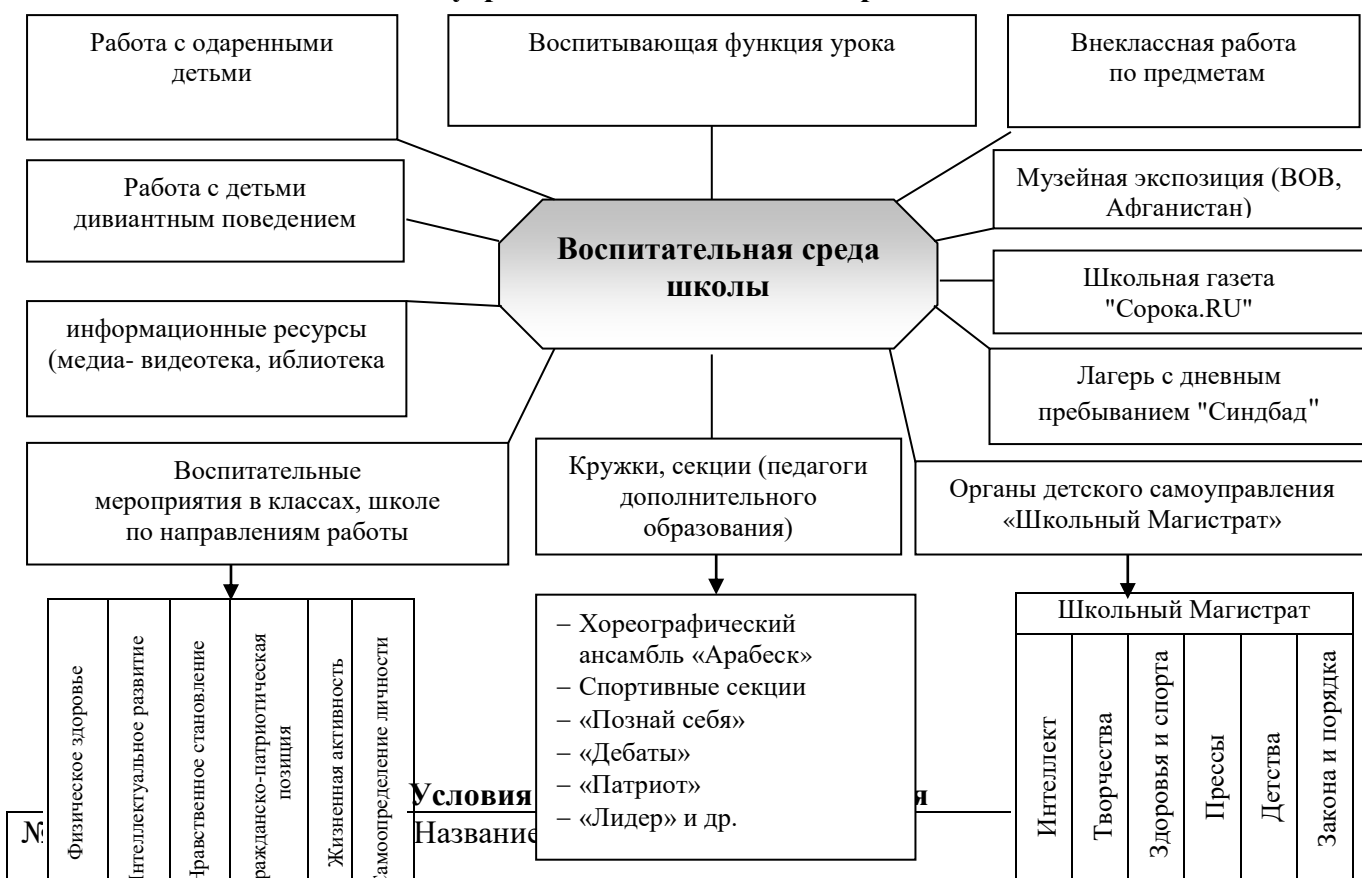 Работа с одаренными
детьми
Воспитывающая функция урока
Внеклассная работа
по предметам
Работа с детьми
дивиантным поведением
Музейная экспозиция (ВОВ,
Афганистан)
Воспитательная среда
школы
Школьная газета
"Сорока.RU"
информационные ресурсы
(медиа- видеотека, иблиотека
Лагерь с дневным
пребыванием "Синдбад"
Воспитательные
мероприятия в классах, школе
по направлениям работы
Кружки, секции (педагоги
дополнительного
образования)
Органы детского самоуправления
«Школьный Магистрат»
Физическое здоровье
Интеллектуальное развитие
Нравственное становление
Гражданско-патриотическая
позиция
Жизненная активность
Самоопределение личности
– Хореографический
ансамбль «Арабеск»
– Спортивные секции
– «Познай себя»
– «Дебаты»
– «Патриот»
– «Лидер» и др.
Школьный Магистрат
Интеллект
Творчества
Здоровья и спорта
Прессы
Детства
Закона и порядка
Условия
я
№
Название